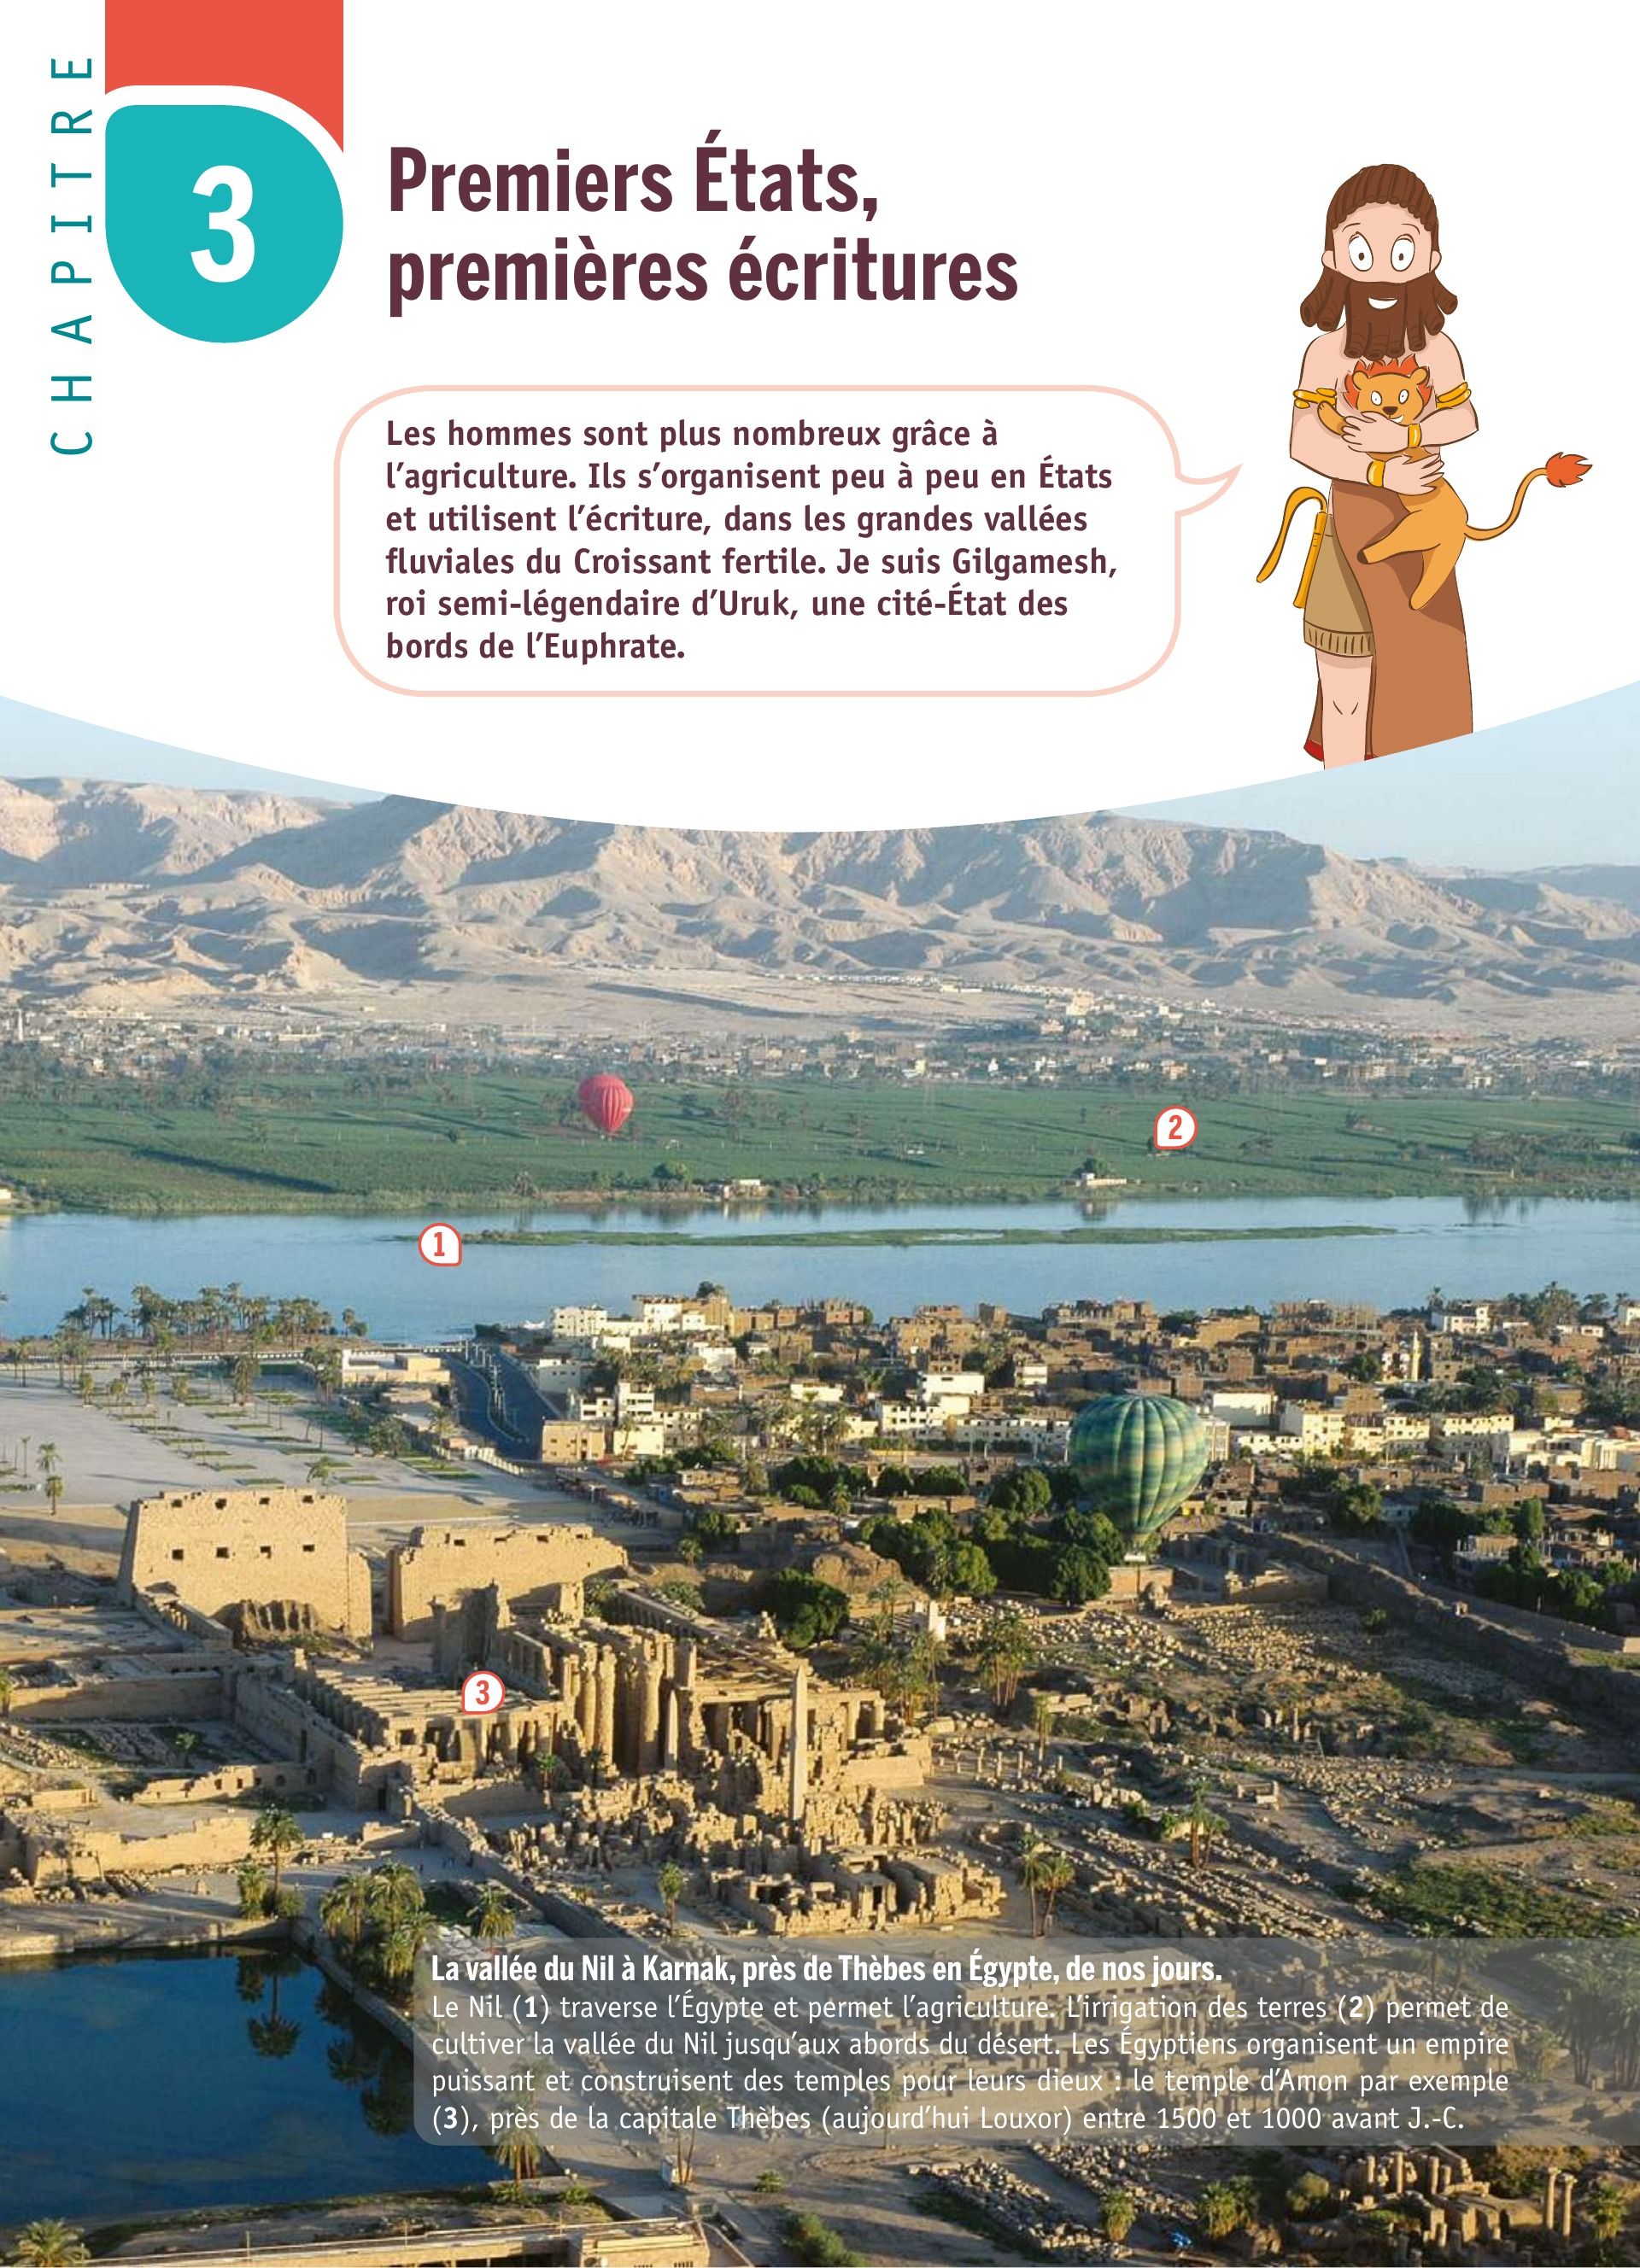 CHAPITRE
3
Premiers États,
premières écritures
Les hommes sont plus nombreux grâce à
l’agriculture. Ils s’organisent peu à peu en États
et utilisent l’écriture, dans les grandes vallées
fluviales du Croissant fertile. Je suis Gilgamesh,
roi semi-légendaire d’Uruk, une cité-État des
bords de l’Euphrate.
2
1
3
La vallée du Nil à Karnak, près de Thèbes en Égypte, de nos jours.
Le Nil (1) traverse l’Égypte et permet l’agriculture. L’irrigation des terres (2) permet de
cultiver la vallée du Nil jusqu’aux abords du désert. Les Égyptiens organisent un empire
puissant et construisent des temples pour leurs dieux : le temple d’Amon par exemple
(3), près de la capitale Thèbes (aujourd’hui Louxor) entre 1500 et 1000 avant J.-C.